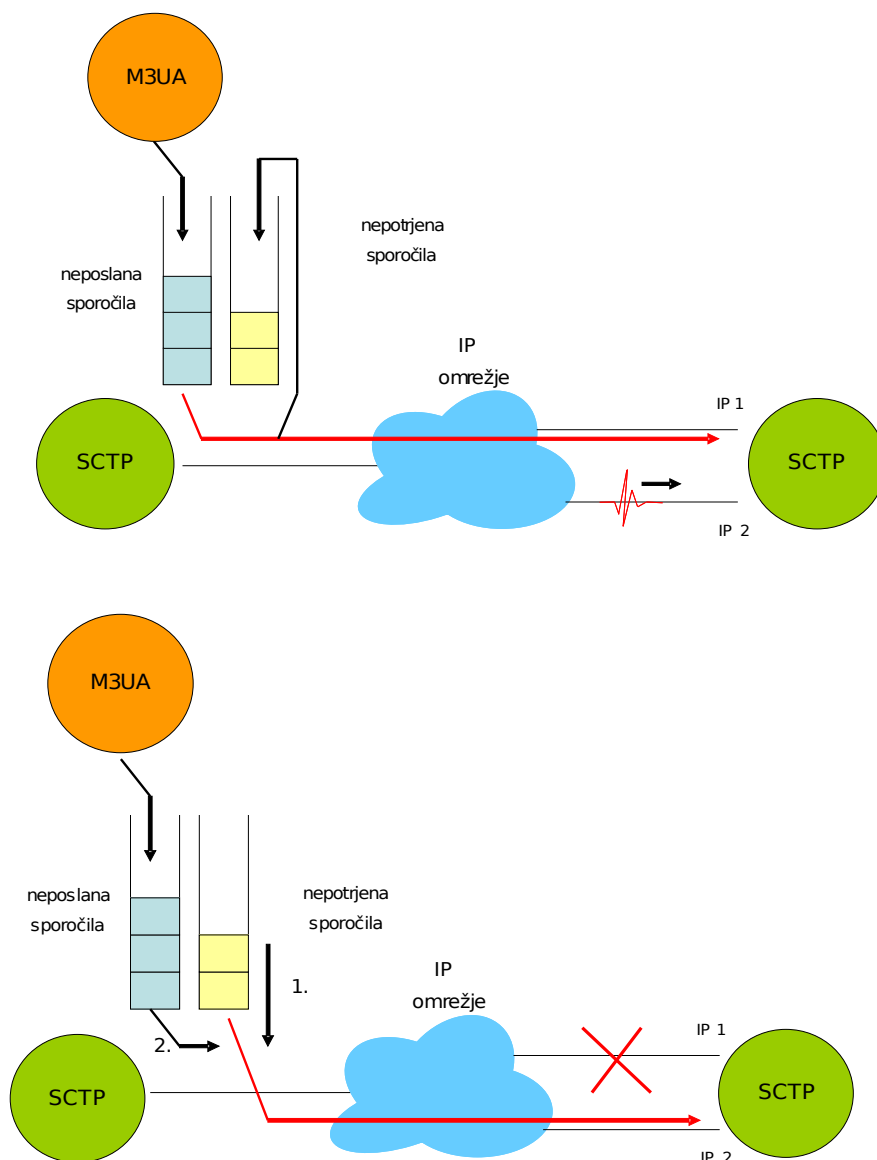 M3UA
nepotrjena
sporočila
neposlana
sporočila
IP
omrežje
IP 1
SCTP
SCTP
IP 2
M3UA
neposlana
sporočila
nepotrjena
sporočila
IP
omrežje
1.
2.
IP 1
SCTP
SCTP
IP 2